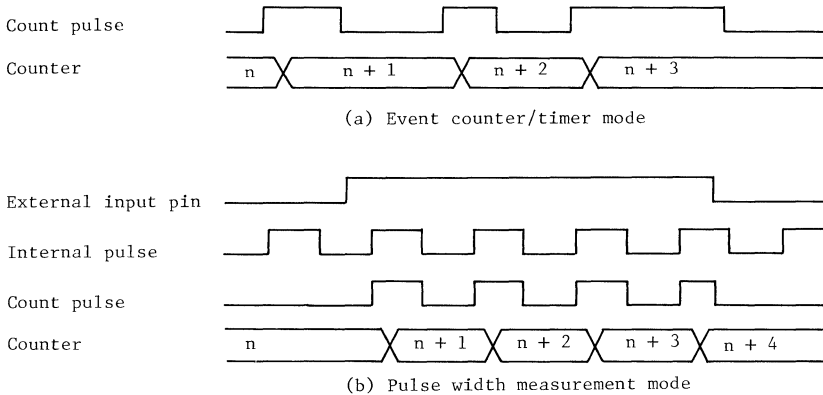 Count pulse
Counter n n + 1 n + 2 n + 3
(a) Event counter/timer mode
External input pin
Internal pulse
Count pulse
Counter n n + 1 n + 2 n + 3 n + 4
(b) Pulse width measurement mode